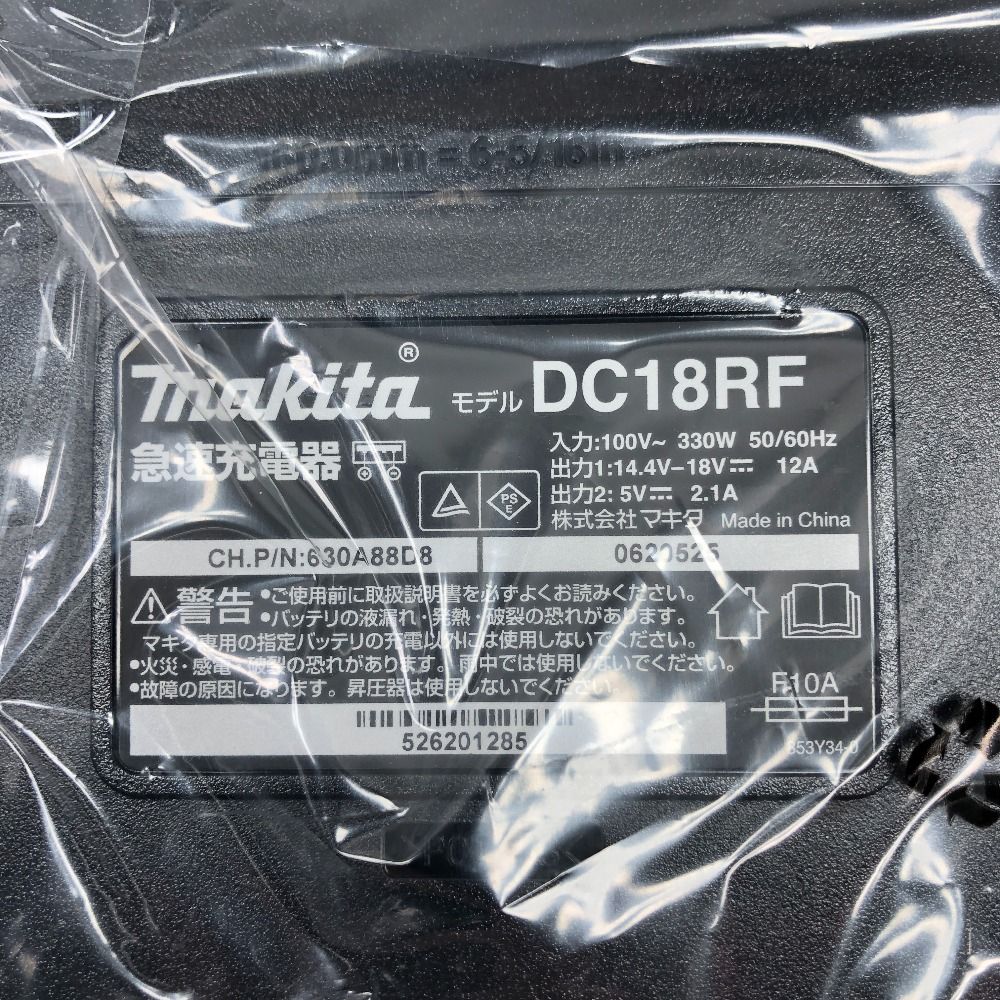 160.0mm = 6-5/16in
makita® モデル DC18RF
急速充電器
入力:100V~ 330W 50/60Hz
出力1:14.4V-18V⎓ 12A
出力2: 5V⎓ 2.1A
PS
E
株式会社マキタ Made in China
CH.P/N:630A88D8
0620525
警告 •ご使用前に取扱説明書を必ずよくお読みください。
•バッテリの液漏れ・発熱・破裂の恐れがあります。
マキタ専用の指定バッテリの充電以外には使用しないでください。
•火災・感電・破裂の恐れがあります。雨中では使用しないでください。
•故障の原因になります。昇圧器は使用しないでください。
F10A
526201285
853Y34-0